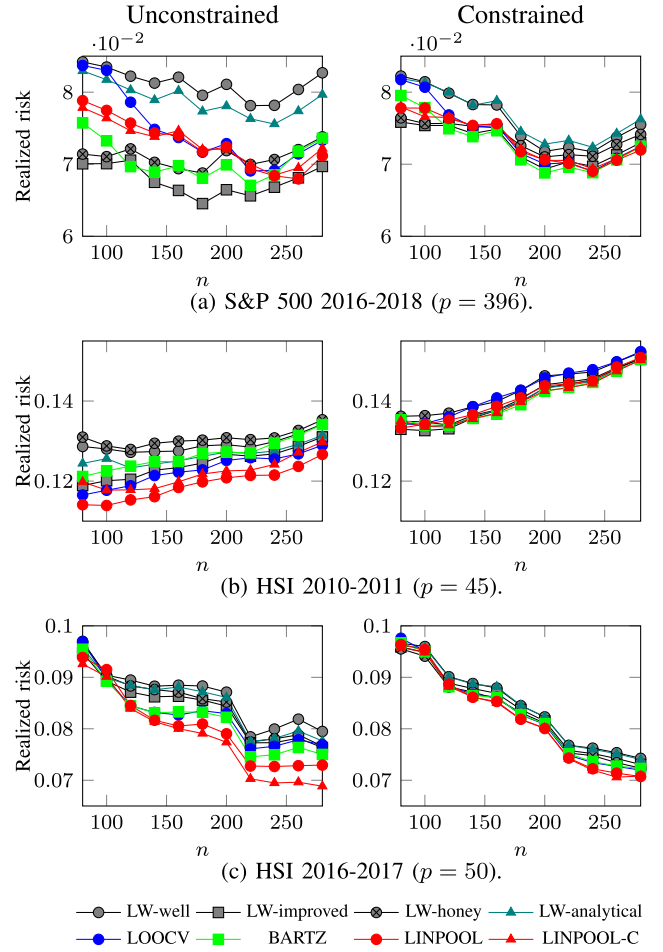 Unconstrained Constrained
·10−2 ·10−2
Realized risk
8 8
7 7
6 6
100 150 200 250 100 150 200 250
n n
(a) S&P 500 2016-2018 (p = 396).
Realized risk
0.14 0.14
0.12 0.12
100 150 200 250 100 150 200 250
n n
(b) HSI 2010-2011 (p = 45).
Realized risk
0.1 0.1
0.09 0.09
0.08 0.08
0.07 0.07
100 150 200 250 100 150 200 250
n n
(c) HSI 2016-2017 (p = 50).
LW-well LW-improved LW-honey LW-analytical
LOOCV BARTZ LINPOOL LINPOOL-C